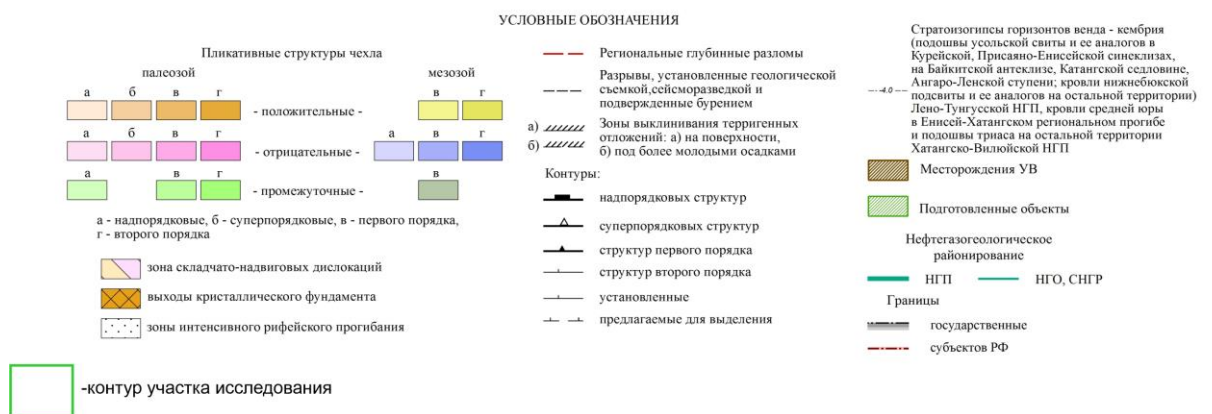 УСЛОВНЫЕ ОБОЗНАЧЕНИЯ
Пликативные структуры чехла
палеозой
мезозой
а б в г в г
- положительные -
а б в г а в г
- отрицательные -
а в г в
- промежуточные -
а - надпорядковые, б - суперпорядковые, в - первого порядка,
г - второго порядка
зона складчато-надвиговых дислокаций
выходы кристаллического фундамента
зоны интенсивного рифейского прогибания
-контур участка исследования
Региональные глубинные разломы
Разрывы, установленные геологической
съемкой,сейсморазведкой и
подвержденные бурением
а) Зоны выклинивания терригенных
б) отложений: а) на поверхности,
б) под более молодыми осадками
Контуры:
надпорядковых структур
суперпорядковых структур
структур первого порядка
структур второго порядка
установленные
предлагаемые для выделения
Стратоизогипсы горизонтов венда - кембрия
(подошвы усольской свиты и ее аналогов в
Курейской, Присаяно-Енисейской синеклизах,
на Байкитской антеклизе, Катангской седловине,
-4.0 Ангаро-Ленской ступени; кровли нижнебюкской
подсвиты и ее аналогов на остальной территории)
Лено-Тунгусской НГП, кровли средней юры
в Енисей-Хатангском региональном прогибе
и подошвы триаса на остальной территории
Хатангско-Вилюйской НГП
Месторождения УВ
Подготовленные объекты
Нефтегазогеологическое
районирование
НГП НГО, СНГР
Границы
государственные
субъектов РФ